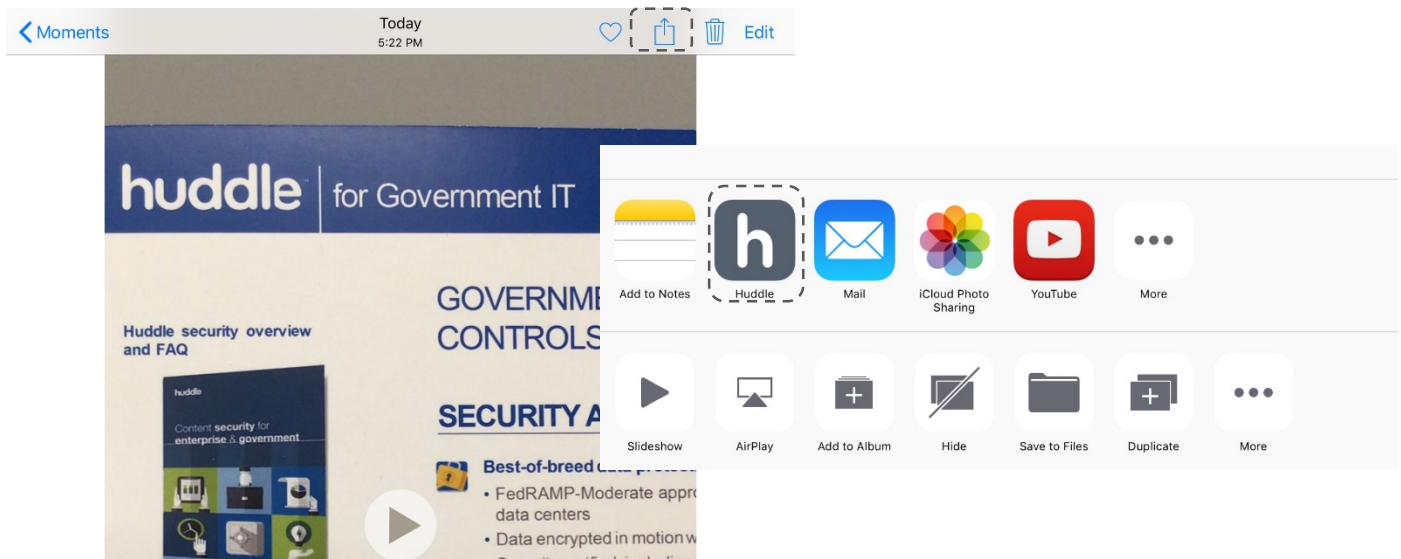 Moments
Today
5:22 PM
Edit
huddle
for Government IT
Huddle security overview
and FAQ
huddle
Content security for
enterprise & government
CONTROLS
SECURITY
Best-of-breed
• FedRAMP-Moderate
data centers
• Data encrypted in motion
h
Add to Notes
Huddle
Mail
iCloud Photo
Sharing
YouTube
More
Slideshow
AirPlay
Add to Album
Hide
Save to Files
Duplicate
More